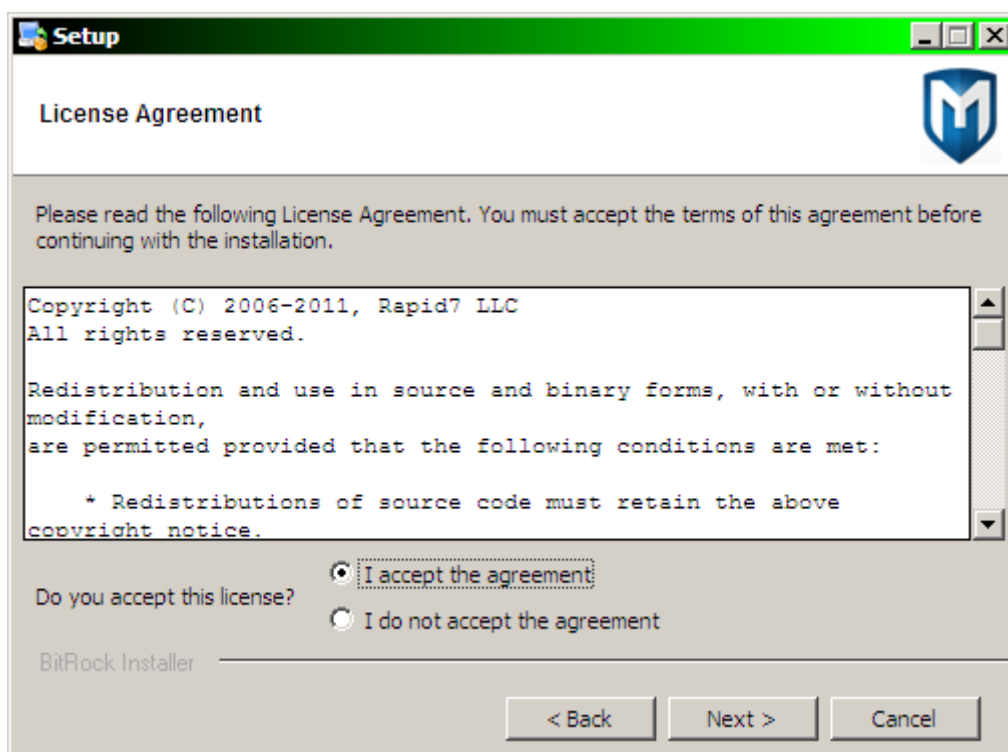 Setup
License Agreement
Please read the following License Agreement. You must accept the terms of this agreement before
continuing with the installation.
Copyright (C) 2006-2011, Rapid7 LLC
All rights reserved.
Redistribution and use in source and binary forms, with or without
modification,
are permitted provided that the following conditions are met:
* Redistributions of source code must retain the above
copyright notice.
Do you accept this license?
I accept the agreement
I do not accept the agreement
BitRock Installer
< Back
Next >
Cancel